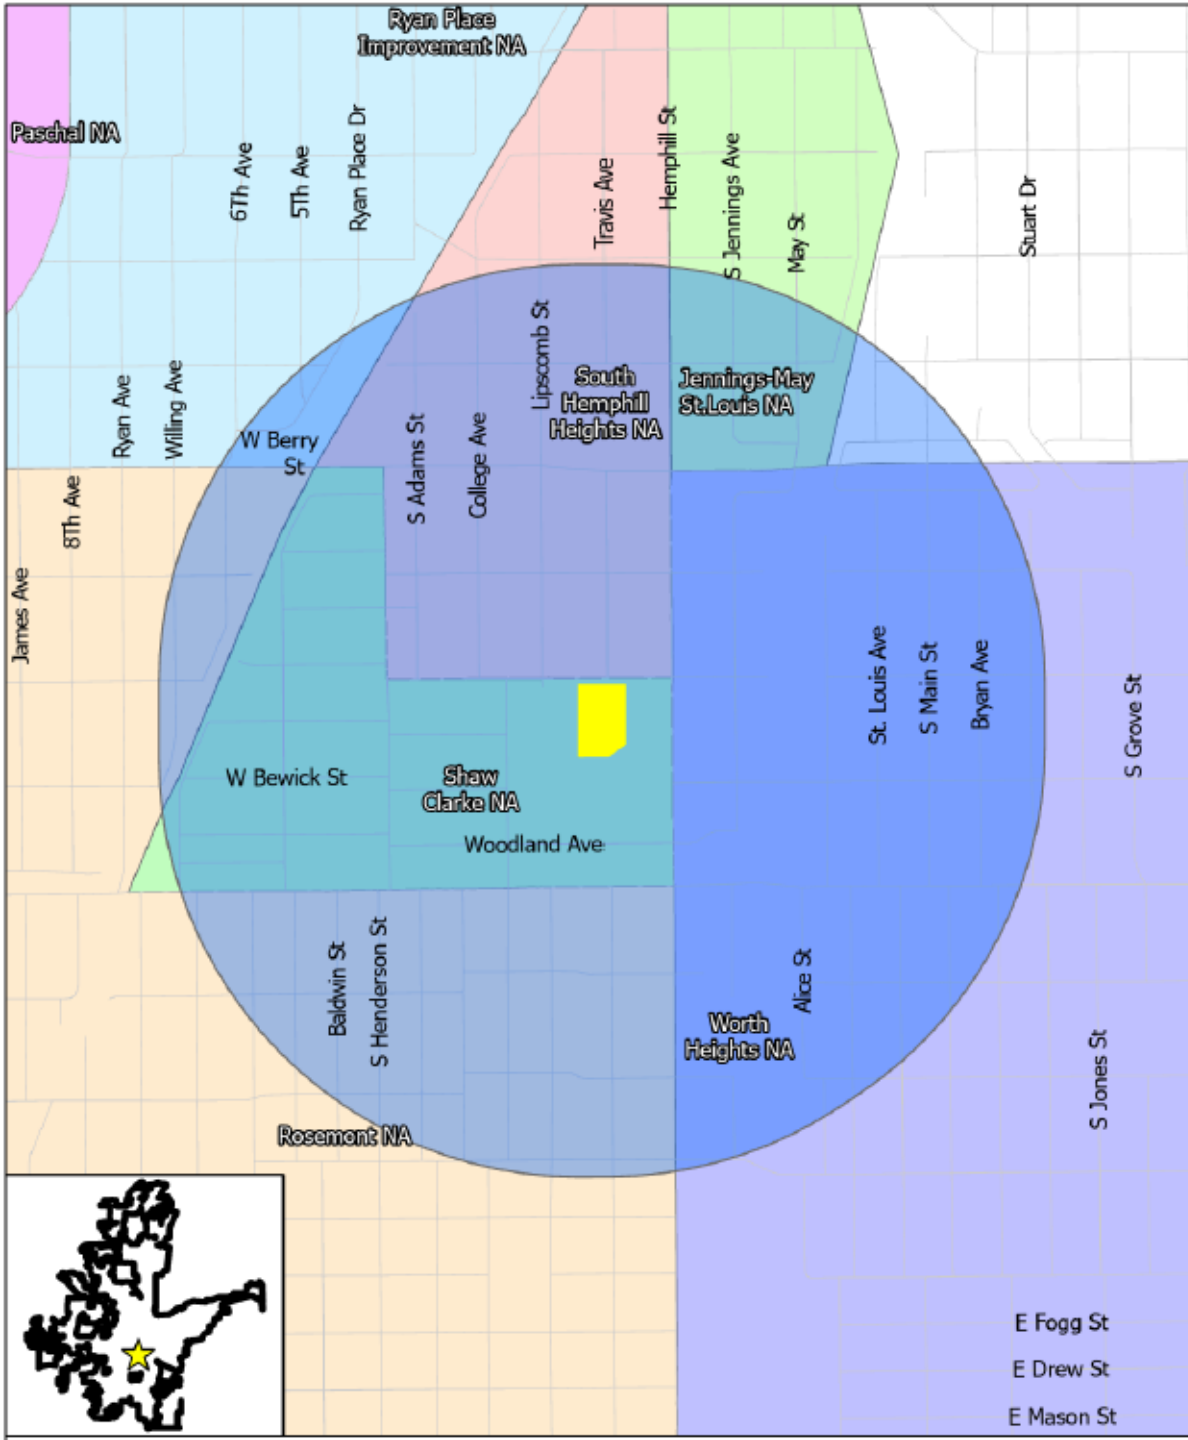 Ryan Place
Improvement NA
Paschal NA
6Th Ave
5Th Ave
Ryan Place Dr
Travis Ave
Hemphill St
S Jennings Ave
May St
Stuart Dr
Ryan Ave
Willing Ave
W Berry
St
Lipscomb St
South
Hemphill
Heights NA
Jennings-May
St.Louis NA
8Th Ave
S Adams St
College Ave
James Ave
St. Louis Ave
S Main St
Bryan Ave
S Grove St
W Bewick St
Shaw
Clarke NA
Woodland Ave
Baldwin St
S Henderson St
Alice St
Worth
Heights NA
S Jones St
Rosemont NA
E Fogg St
E Drew St
E Mason St